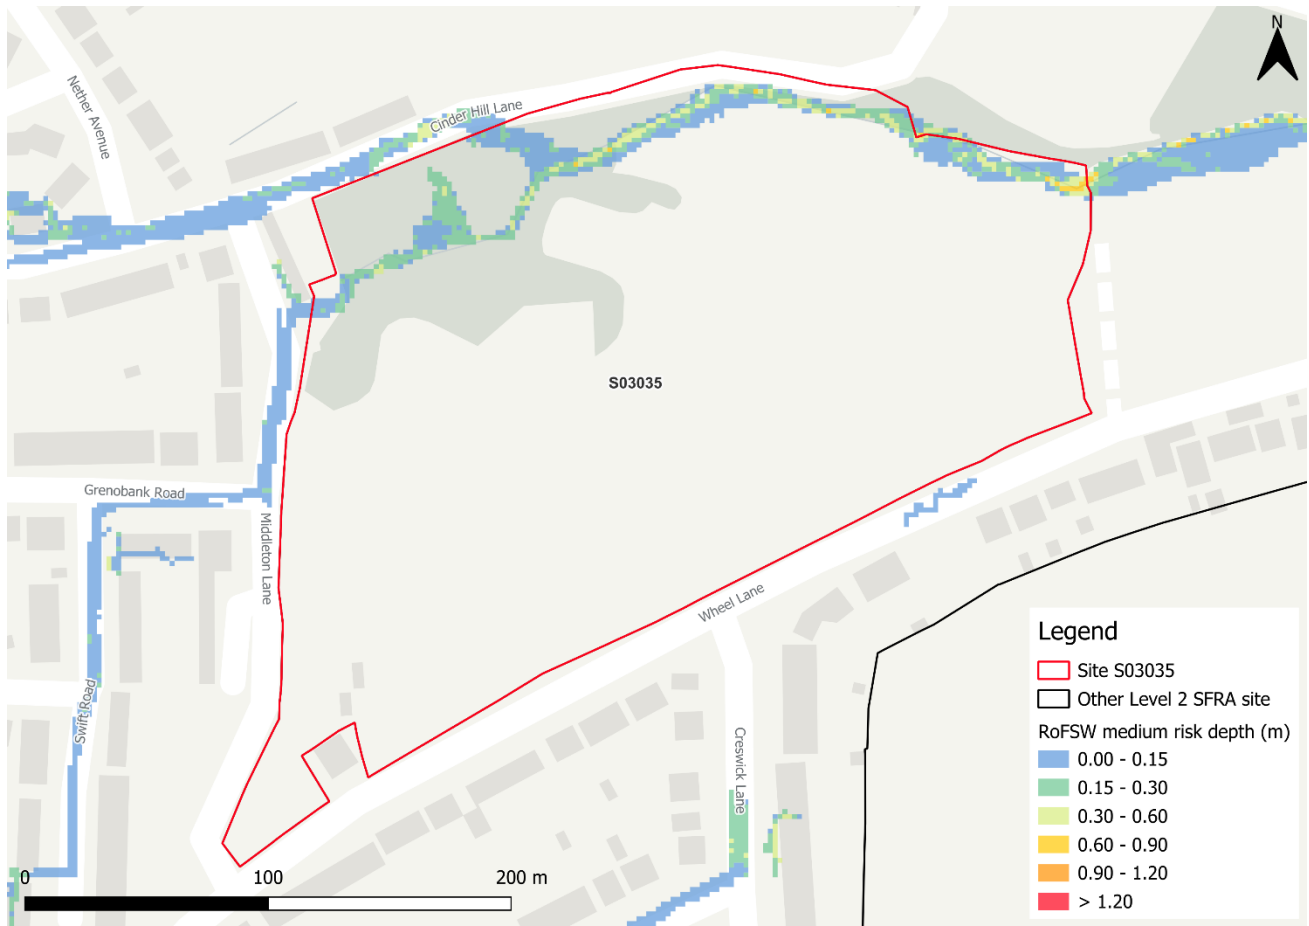 N
Nether Avenue
Cinder Hill Lane
S03035
Grenobank Road
Middleton Lane
Wheel Lane
Swift Road
Creswick Lane
0 100 200 m
Legend
Site S03035
Other Level 2 SFRA site
RoFSW medium risk depth (m)
0.00 - 0.15
0.15 - 0.30
0.30 - 0.60
0.60 - 0.90
0.90 - 1.20
> 1.20